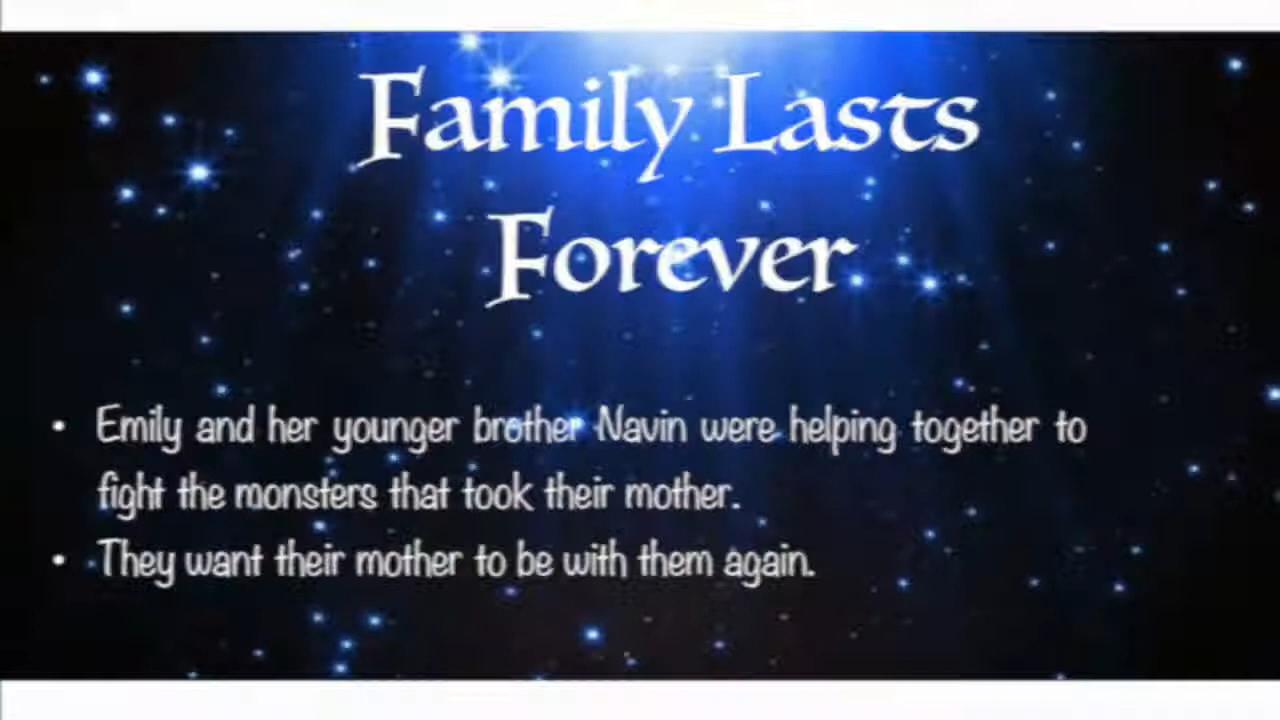 Family Lasts
Forever
• Emily and her younger brother Navin were helping together to
fight the monsters that took their mother.
• They want their mother to be with them again.